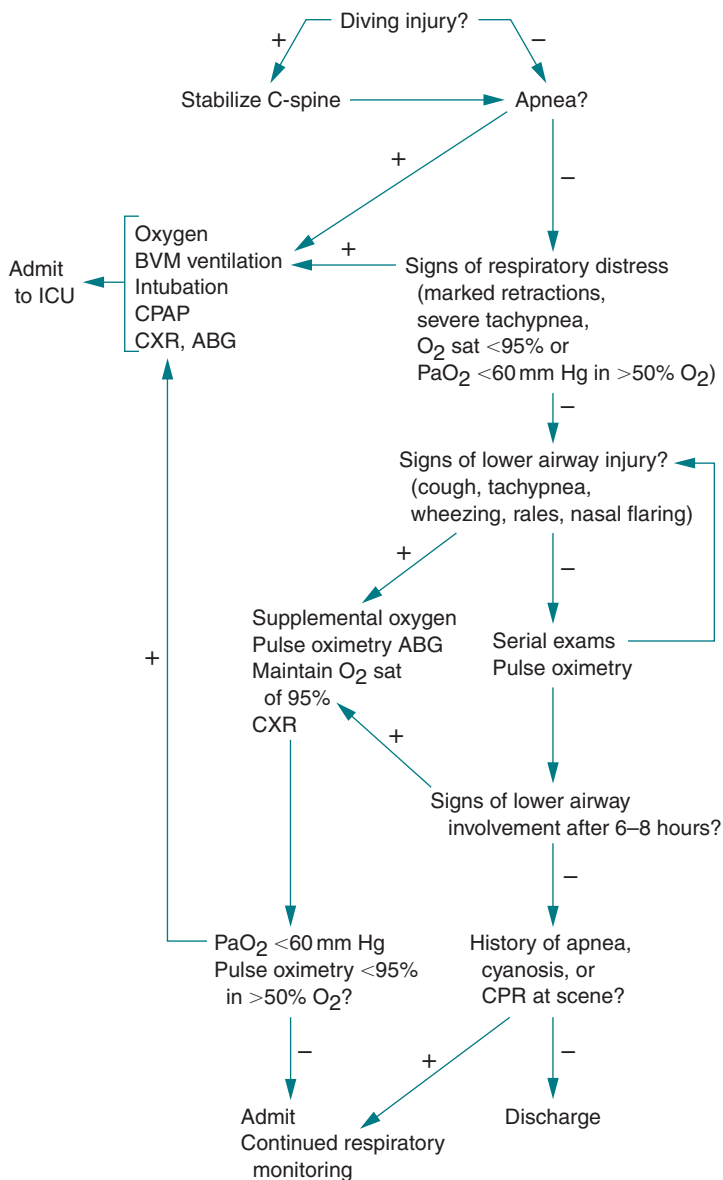 Diving injury?
+
–
Stabilize C-spine
Apnea?
+
–
Oxygen
BVM ventilation
Intubation
CPAP
CXR, ABG
Admit
to ICU
+
Signs of respiratory distress
(marked retractions,
severe tachypnea,
O2 sat <95% or
PaO2 <60 mm Hg in >50% O2)
–
Signs of lower airway injury?
(cough, tachypnea,
wheezing, rales, nasal flaring)
+
–
Supplemental oxygen
Pulse oximetry ABG
Maintain O2 sat
of 95%
CXR
Serial exams
Pulse oximetry
+
+
Signs of lower airway
involvement after 6–8 hours?
–
PaO2 <60 mm Hg
Pulse oximetry <95%
in >50% O2?
History of apnea,
cyanosis, or
CPR at scene?
–
+
–
Admit
Continued respiratory
monitoring
Discharge